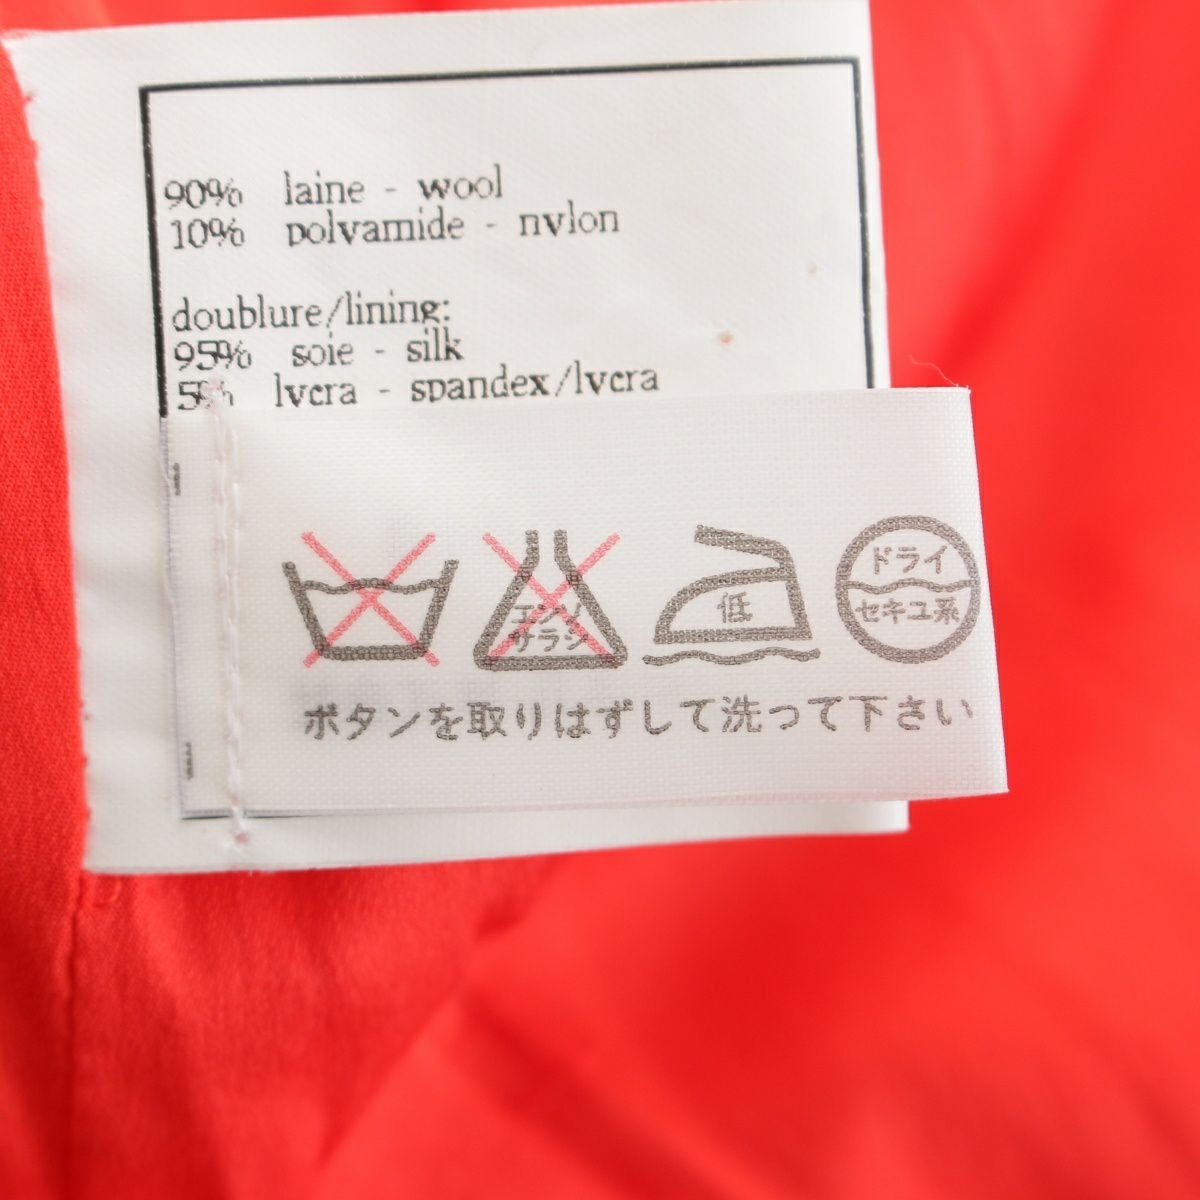 90% laine - wool
10% polyamide - nylon
doublure/lining:
95% soie - silk
5% lycra - spandex/lycra
エンソ
サラシ
低
ドライ
セキユ系
ボタンを取りはずして洗って下さい